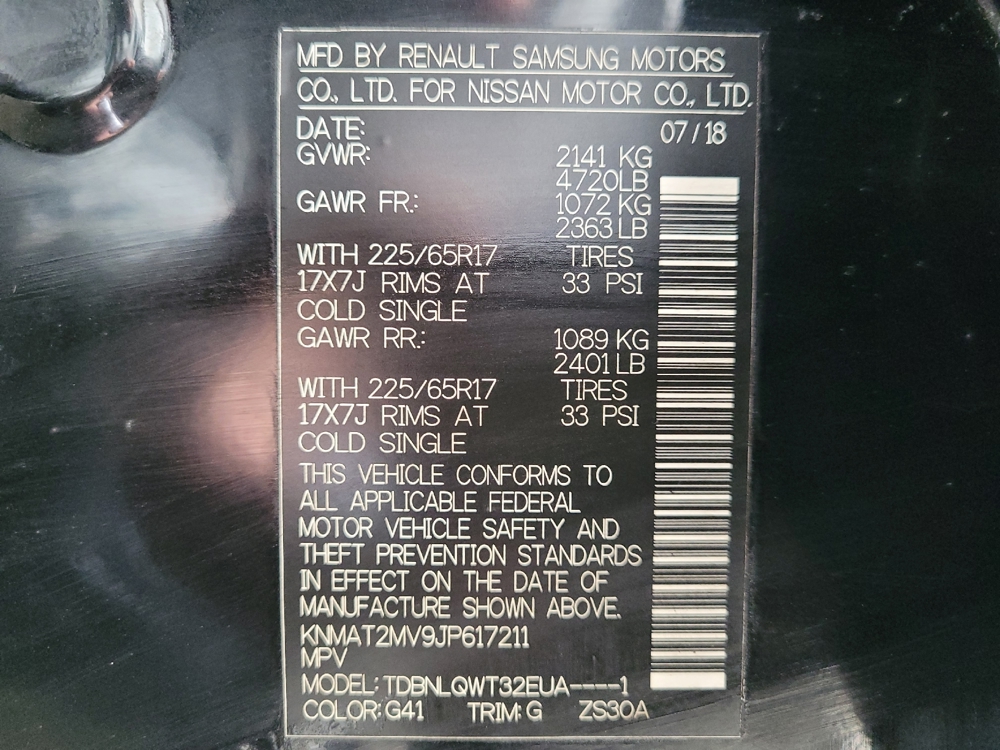 MFD BY RENAULT SAMSUNG MOTORS
CO., LTD. FOR NISSAN MOTOR CO., LTD.
DATE: 07/18
GVWR: 2141 KG
4720LB
GAWR FR.: 1072 KG
2363LB
WITH 225/65R17 TIRES
17X7J RIMS AT 33 PSI
COLD SINGLE
GAWR RR.: 1089 KG
2401LB
WITH 225/65R17 TIRES
17X7J RIMS AT 33 PSI
COLD SINGLE
THIS VEHICLE CONFORMS TO
ALL APPLICABLE FEDERAL
MOTOR VEHICLE SAFETY AND
THEFT PREVENTION STANDARDS
IN EFFECT ON THE DATE OF
MANUFACTURE SHOWN ABOVE.
KNMAT2MV9JP617211
MPV
MODEL: TDBNLQWT32EUA----1
COLOR: G41 TRIM: G ZS30A